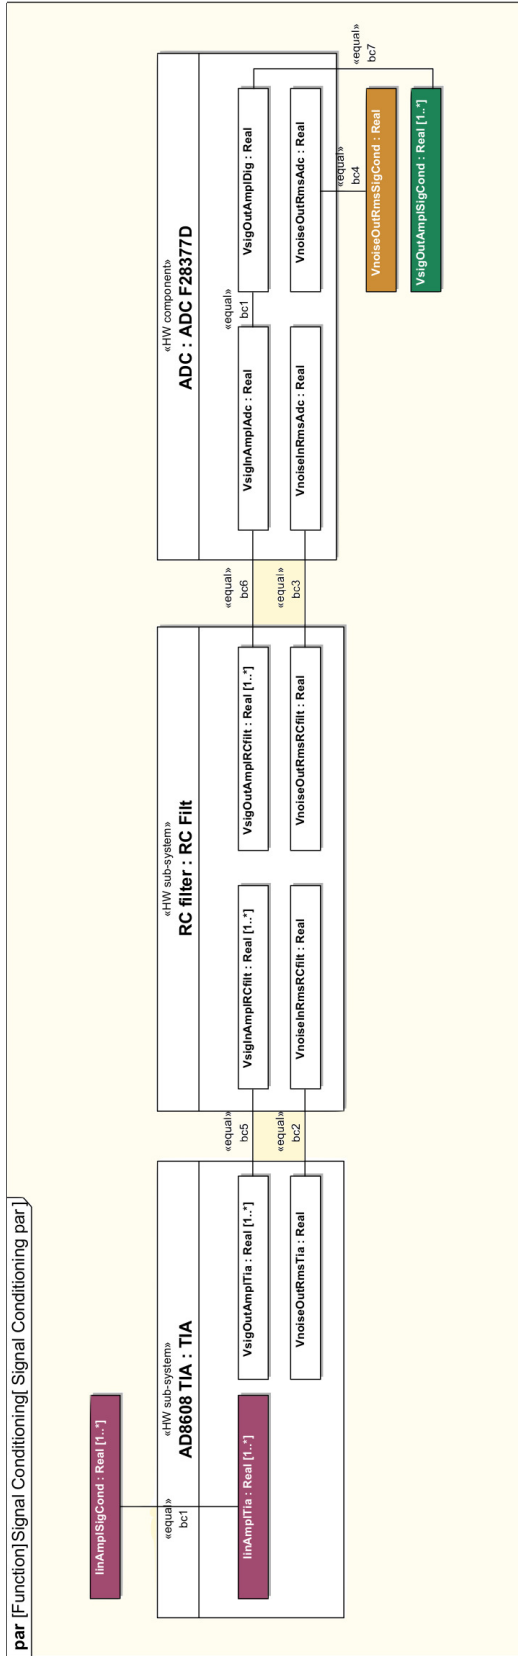 par [Function] Signal Conditioning[ Signal Conditioning par ]
IinAmplSigCond : Real [1..*]
«equal»
bc1
«HW sub-system»
AD8608 TIA : TIA
IinAmplTia : Real [1..*]
VsigOutAmplTia : Real [1..*]
VnoiseOutRmsTia : Real
«equal»
bc5
«equal»
bc2
«HW sub-system»
RC filter : RC Filt
VsigInAmplRCfilt : Real [1..*]
VnoiseInRmsRCfilt : Real
VsigOutAmplRCfilt : Real [1..*]
VnoiseOutRmsRCfilt : Real
«equal»
bc6
«equal»
bc3
«HW component»
ADC : ADC F28377D
VsigInAmplAdc : Real
VnoiseInRmsAdc : Real
«equal»
bc1
VsigOutAmplDig : Real
VnoiseOutRmsAdc : Real
«equal»
bc4
«equal»
bc7
VnoiseOutRmsSigCond : Real
VsigOutAmplSigCond : Real [1..*]